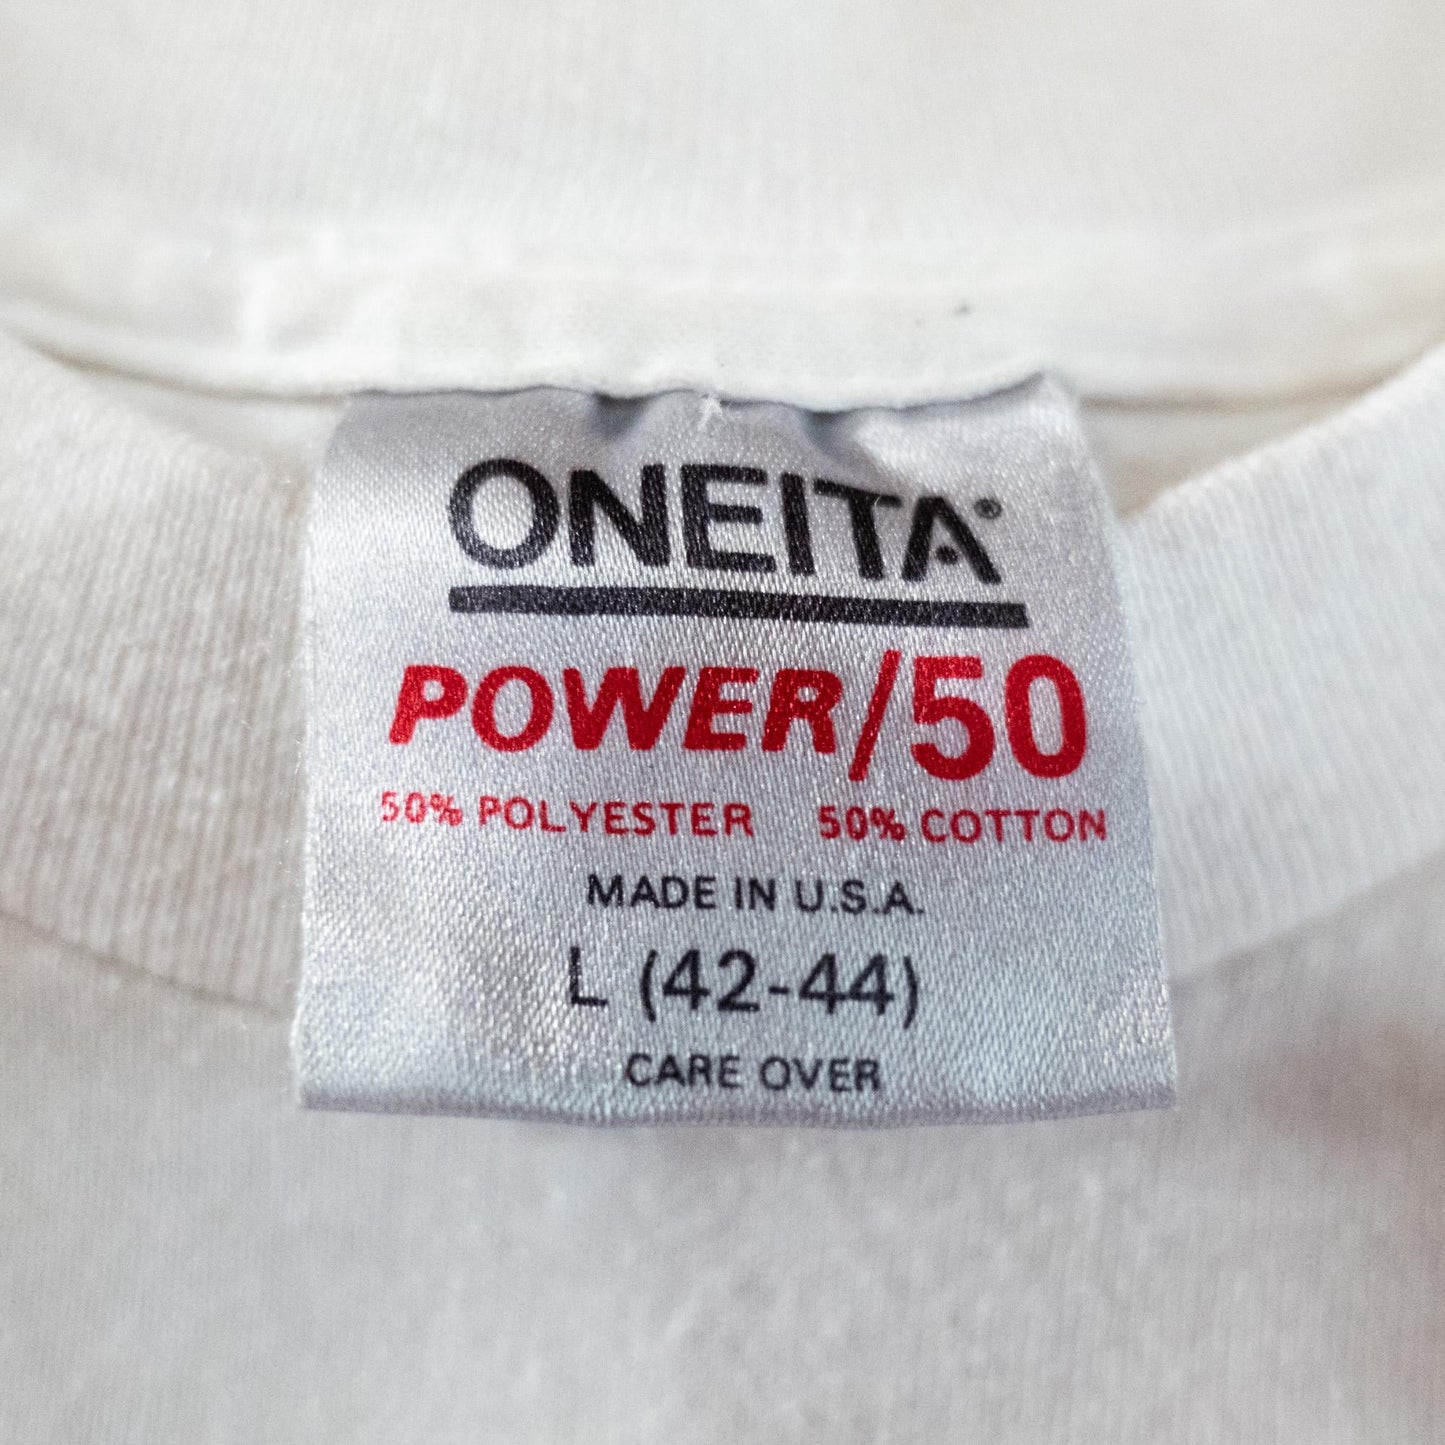 ONEITA®
POWER/50
50% POLYESTER 50% COTTON
MADE IN U.S.A.
L (42-44)
CARE OVER